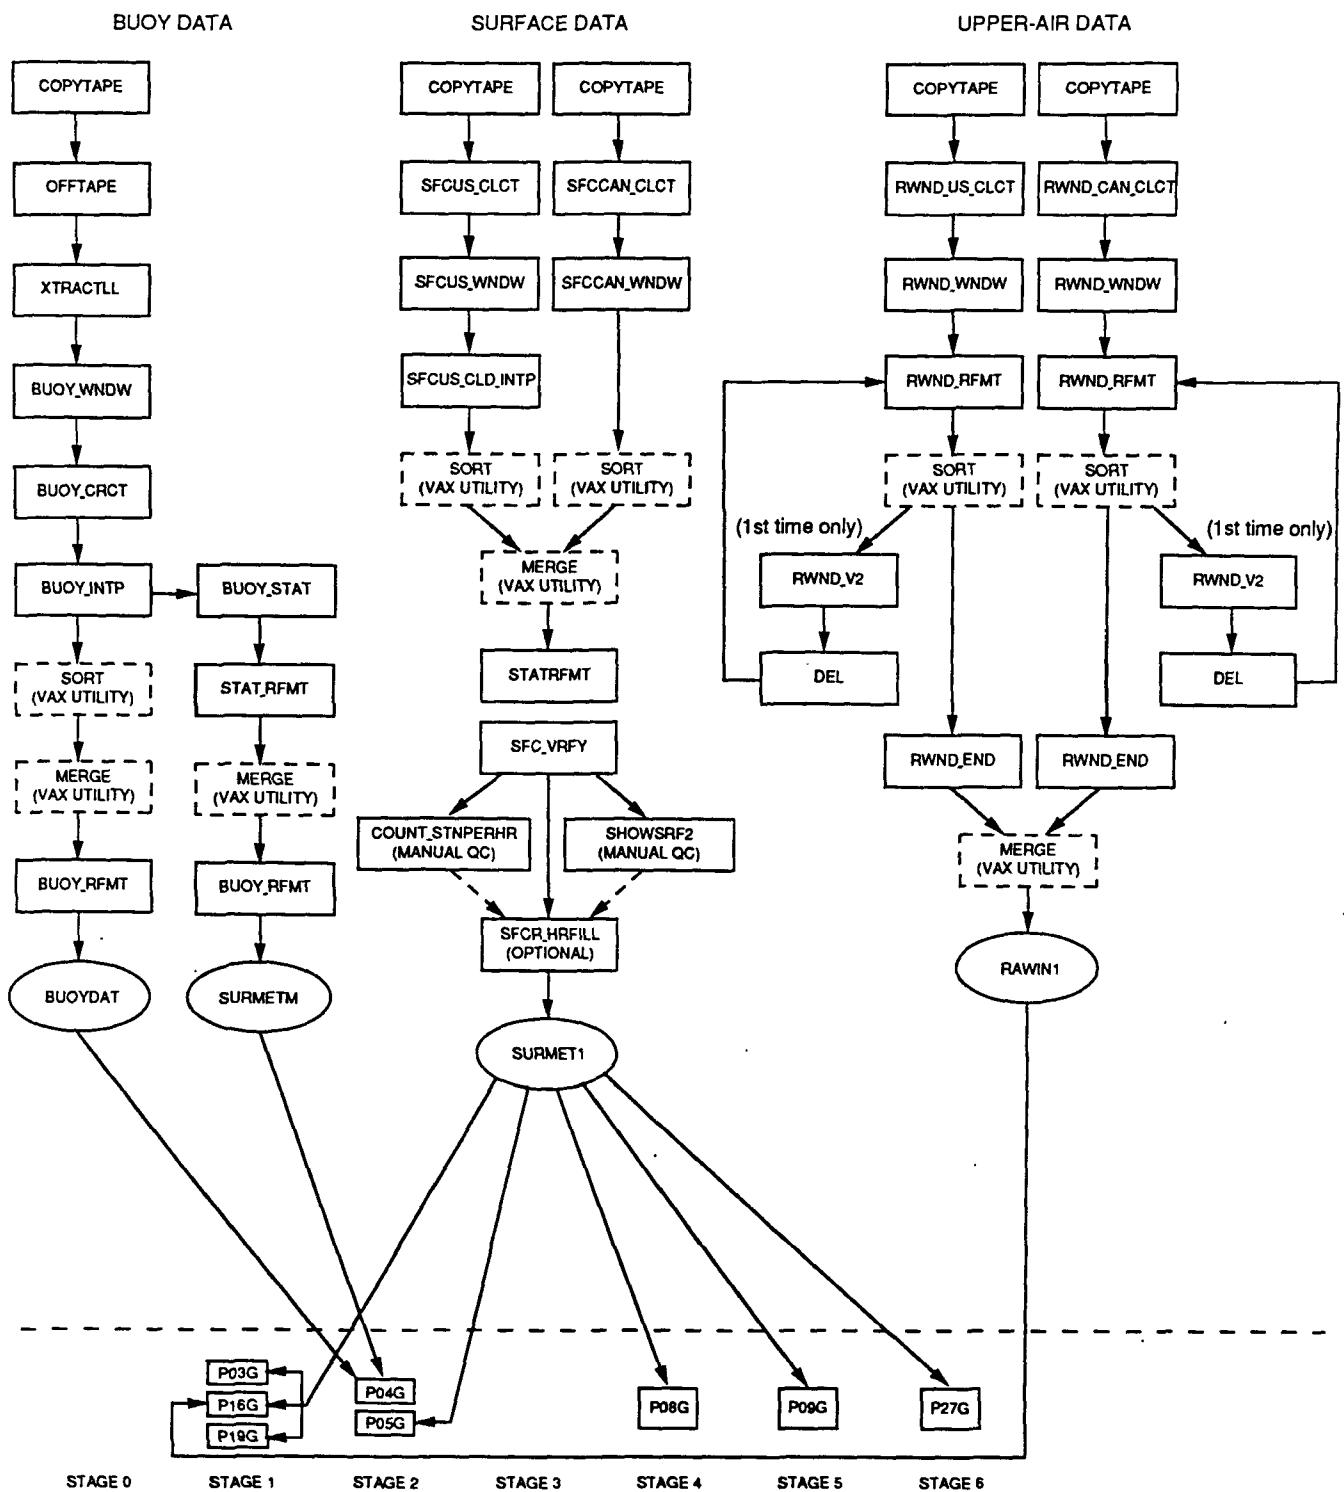 BUOY DATA
SURFACE DATA
UPPER-AIR DATA
COPYTAPE
COPYTAPE
COPYTAPE
COPYTAPE
COPYTAPE
OFFTAPE
SFCUS_CLCT
SFCCAN_CLCT
RWND_US_CLCT
RWND_CAN_CLCT
XTRACTLL
SFCUS_WNDW
SFCCAN_WNDW
RWND_WNDW
RWND_WNDW
BUOY_WNDW
SFCUS_CLD_INTP
RWND_RFMT
RWND_RFMT
BUOY_CRCT
SORT
(VAX UTILITY)
SORT
(VAX UTILITY)
SORT
(VAX UTILITY)
SORT
(VAX UTILITY)
(1st time only)
(1st time only)
BUOY_INTP
BUOY_STAT
MERGE
(VAX UTILITY)
RWND_V2
RWND_V2
SORT
(VAX UTILITY)
STAT_RFMT
STATRFMT
DEL
DEL
SFC_VRFY
RWND_END
RWND_END
MERGE
(VAX UTILITY)
MERGE
(VAX UTILITY)
COUNT_STNPERHR
(MANUAL QC)
SHOWSRF2
(MANUAL QC)
MERGE
(VAX UTILITY)
BUOY_RFMT
BUOY_RFMT
SFCR_HRFILL
(OPTIONAL)
RAWIN1
BUOYDAT
SURMETM
SURMET1
P03G
P16G
P19G
P04G
P05G
P08G
P09G
P27G
STAGE 0
STAGE 1
STAGE 2
STAGE 3
STAGE 4
STAGE 5
STAGE 6